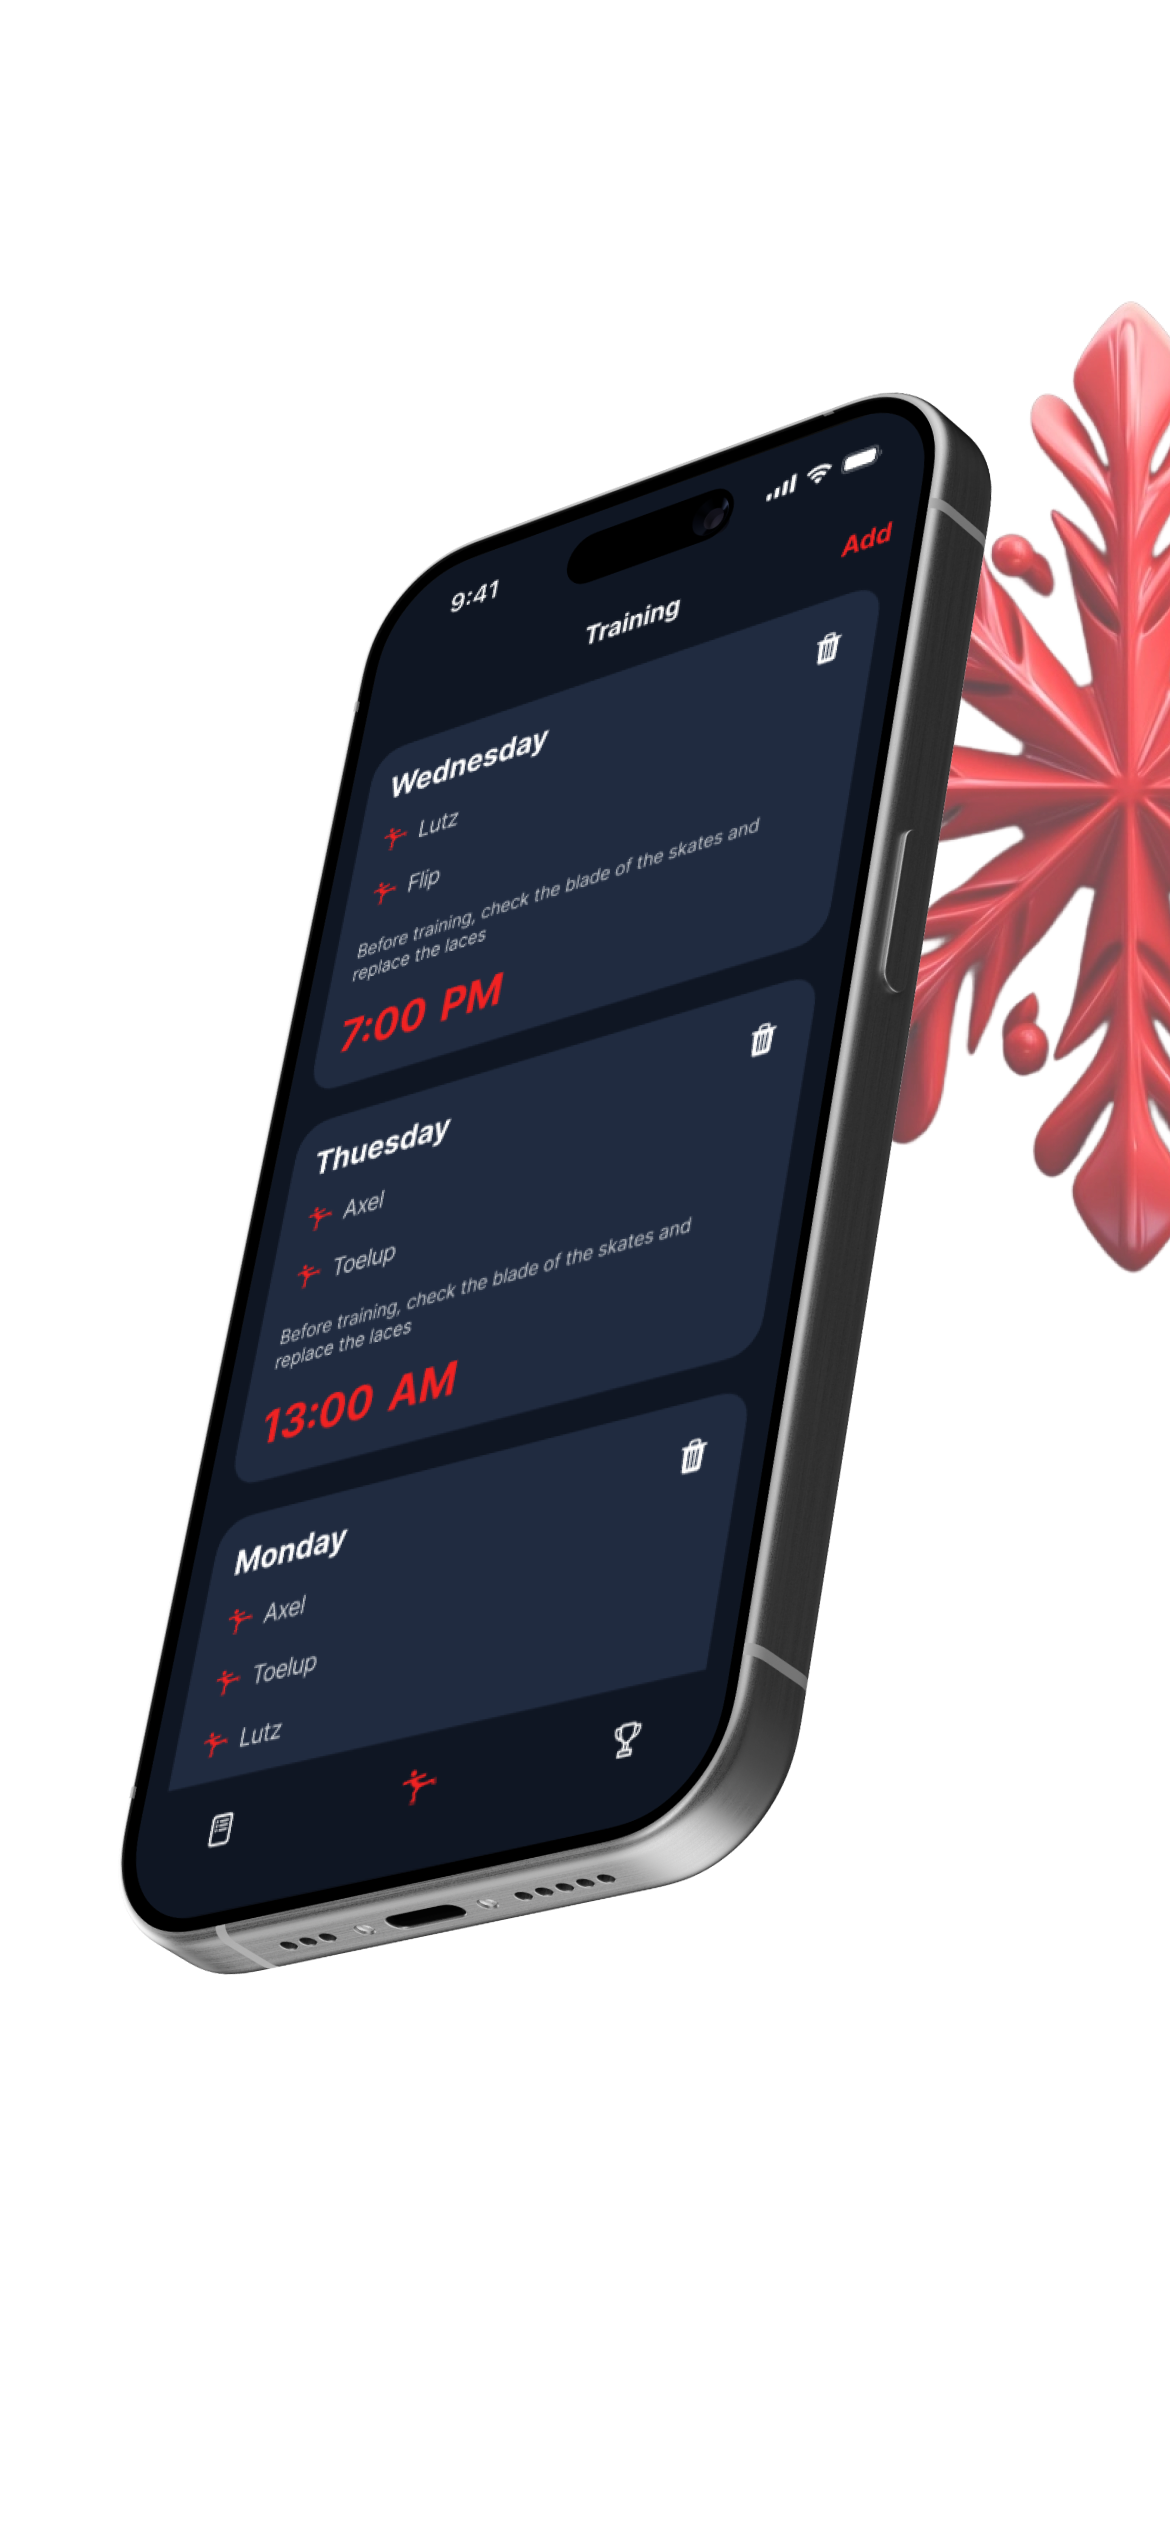 9:41
Add
Training
Wednesday
Lutz
Flip
Before training, check the blade of the skates and
replace the laces
7:00 PM
Thuesday
Axel
Toelup
Before training, check the blade of the skates and
replace the laces
13:00 AM
Monday
Axel
Toelup
Lutz